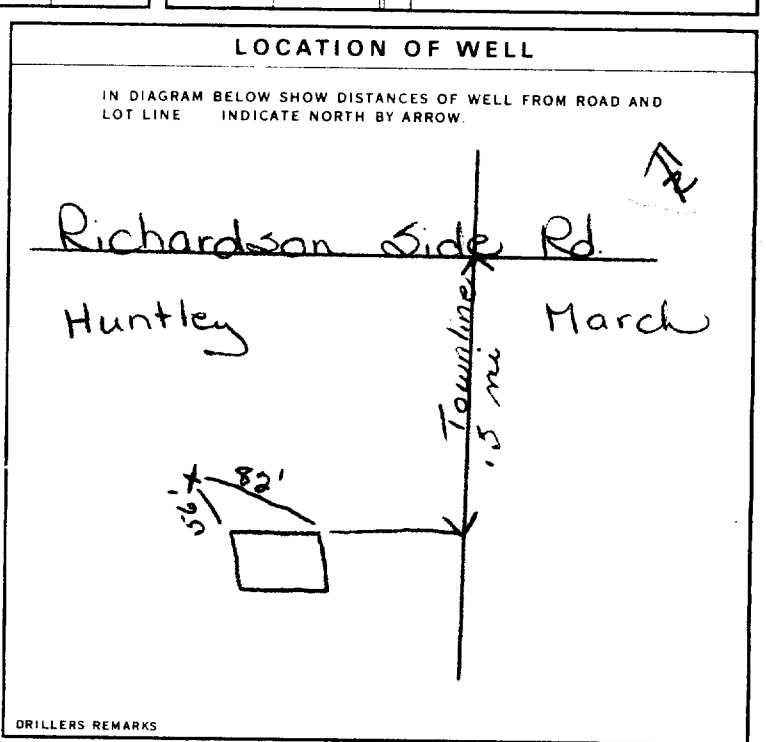 LOCATION OF WELL
IN DIAGRAM BELOW SHOW DISTANCES OF WELL FROM ROAD AND
LOT LINE INDICATE NORTH BY ARROW.
Richardson Side Rd.
Huntley
March
Townline
.5 mi
82'
56'
DRILLERS REMARKS